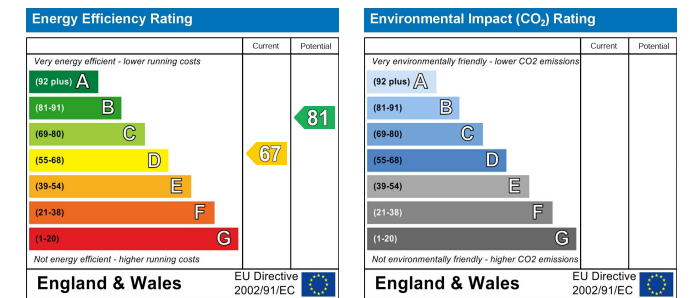 Energy Efficiency Rating
Current Potential
Very energy efficient - lower running costs
(92 plus) A
(81-91) B
81
(69-80) C
(55-68) D
67
(39-54) E
(21-38) F
(1-20) G
Not energy efficient - higher running costs
England & Wales
EU Directive
2002/91/EC
Environmental Impact (CO2) Rating
Current Potential
Very environmentally friendly - lower CO2 emissions
(92 plus) A
(81-91) B
(69-80) C
(55-68) D
(39-54) E
(21-38) F
(1-20) G
Not environmentally friendly - higher CO2 emissions
England & Wales
EU Directive
2002/91/EC